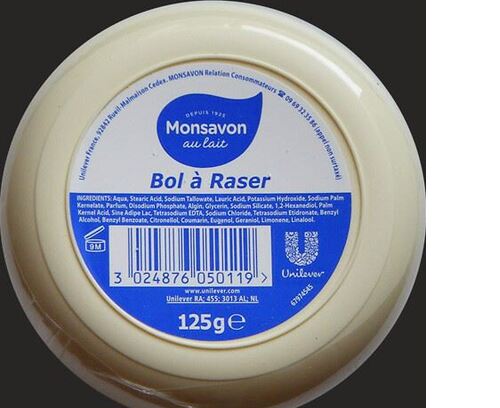 Unilever France, 92842 Rueil-Malmaison Cedex. MONSAVON Relation Consommateurs ☎ 09 69 32 35 86 (appel non surtaxé)
DEPUIS 1925
Monsavon
au lait
Bol à Raser
INGREDIENTS: Aqua, Stearic Acid, Sodium Tallowate, Lauric Acid, Potassium Hydroxide, Sodium Palm
Kernelate, Parfum, Disodium Phosphate, Algin, Glycerin, Sodium Silicate, 1,2-Hexanediol, Palm
Kernel Acid, Sine Adipe Lac, Tetrasodium EDTA, Sodium Chloride, Tetrasodium Etidronate, Benzyl
Alcohol, Benzyl Benzoate, Citronellol, Coumarin, Eugenol, Geraniol, Limonene, Linalool.
9M
3 024876 050119 >
Unilever
www.unilever.com
Unilever RA; 455; 3013 AL; NL
67974545
125g e